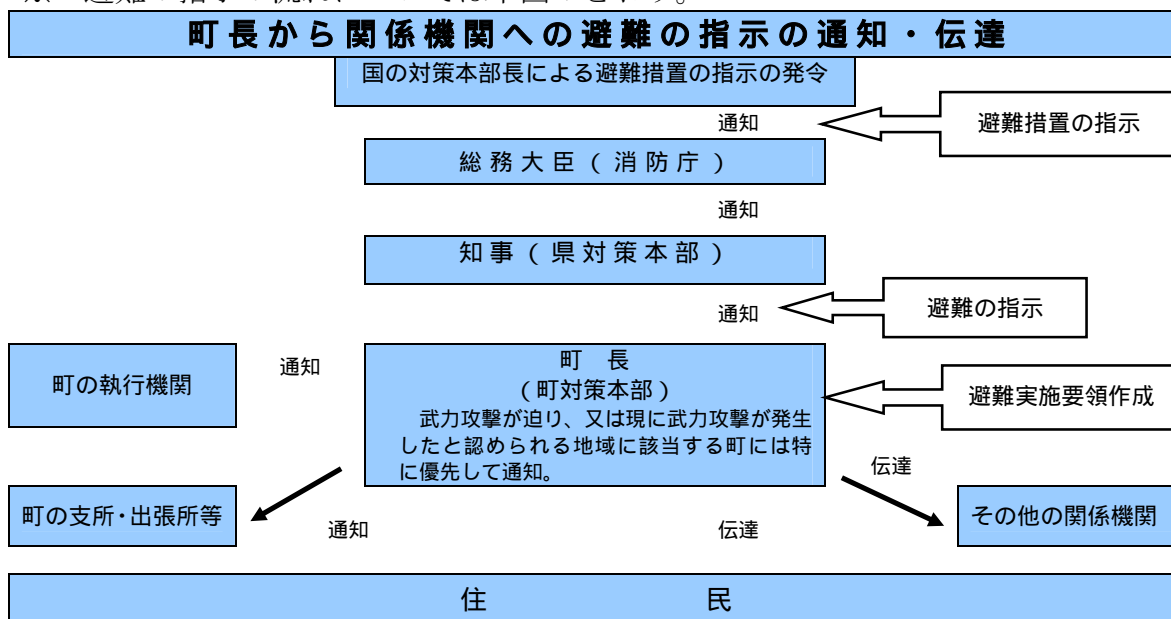 町長から関係機関への避難の指示の通知・伝達
国の対策本部長による避難措置の指示の発令
通知
避難措置の指示
総務大臣(消防庁)
通知
知事(県対策本部)
通知
避難の指示
町の執行機関
通知
町 長
(町対策本部)
武力攻撃が迫り、又は現に武力攻撃が発生
したと認められる地域に該当する町には特
に優先して通知。
避難実施要領作成
伝達
町の支所・出張所等
通知
伝達
その他の関係機関
住 民